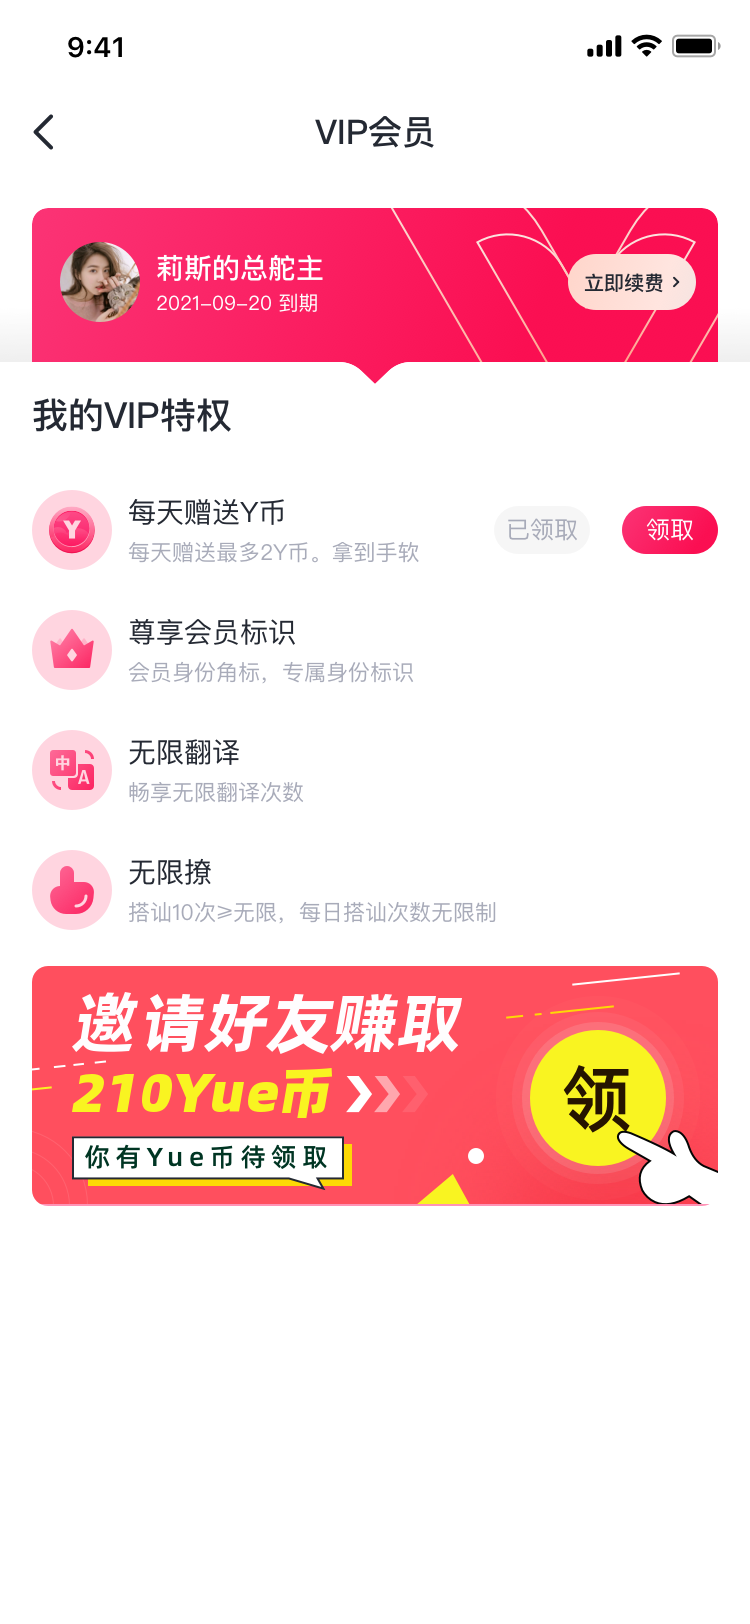 9:41
VIP会员
莉斯的总舵主
2021-09-20 到期
立即续费
我的VIP特权
Y
每天赠送Y币
每天赠送最多2Y币。拿到手软
已领取
领取
尊享会员标识
会员身份角标，专属身份标识
中
A
无限翻译
畅享无限翻译次数
无限撩
搭讪10次≥无限，每日搭讪次数无限制
邀请好友赚取
210Yue币
领
你有Yue币待领取